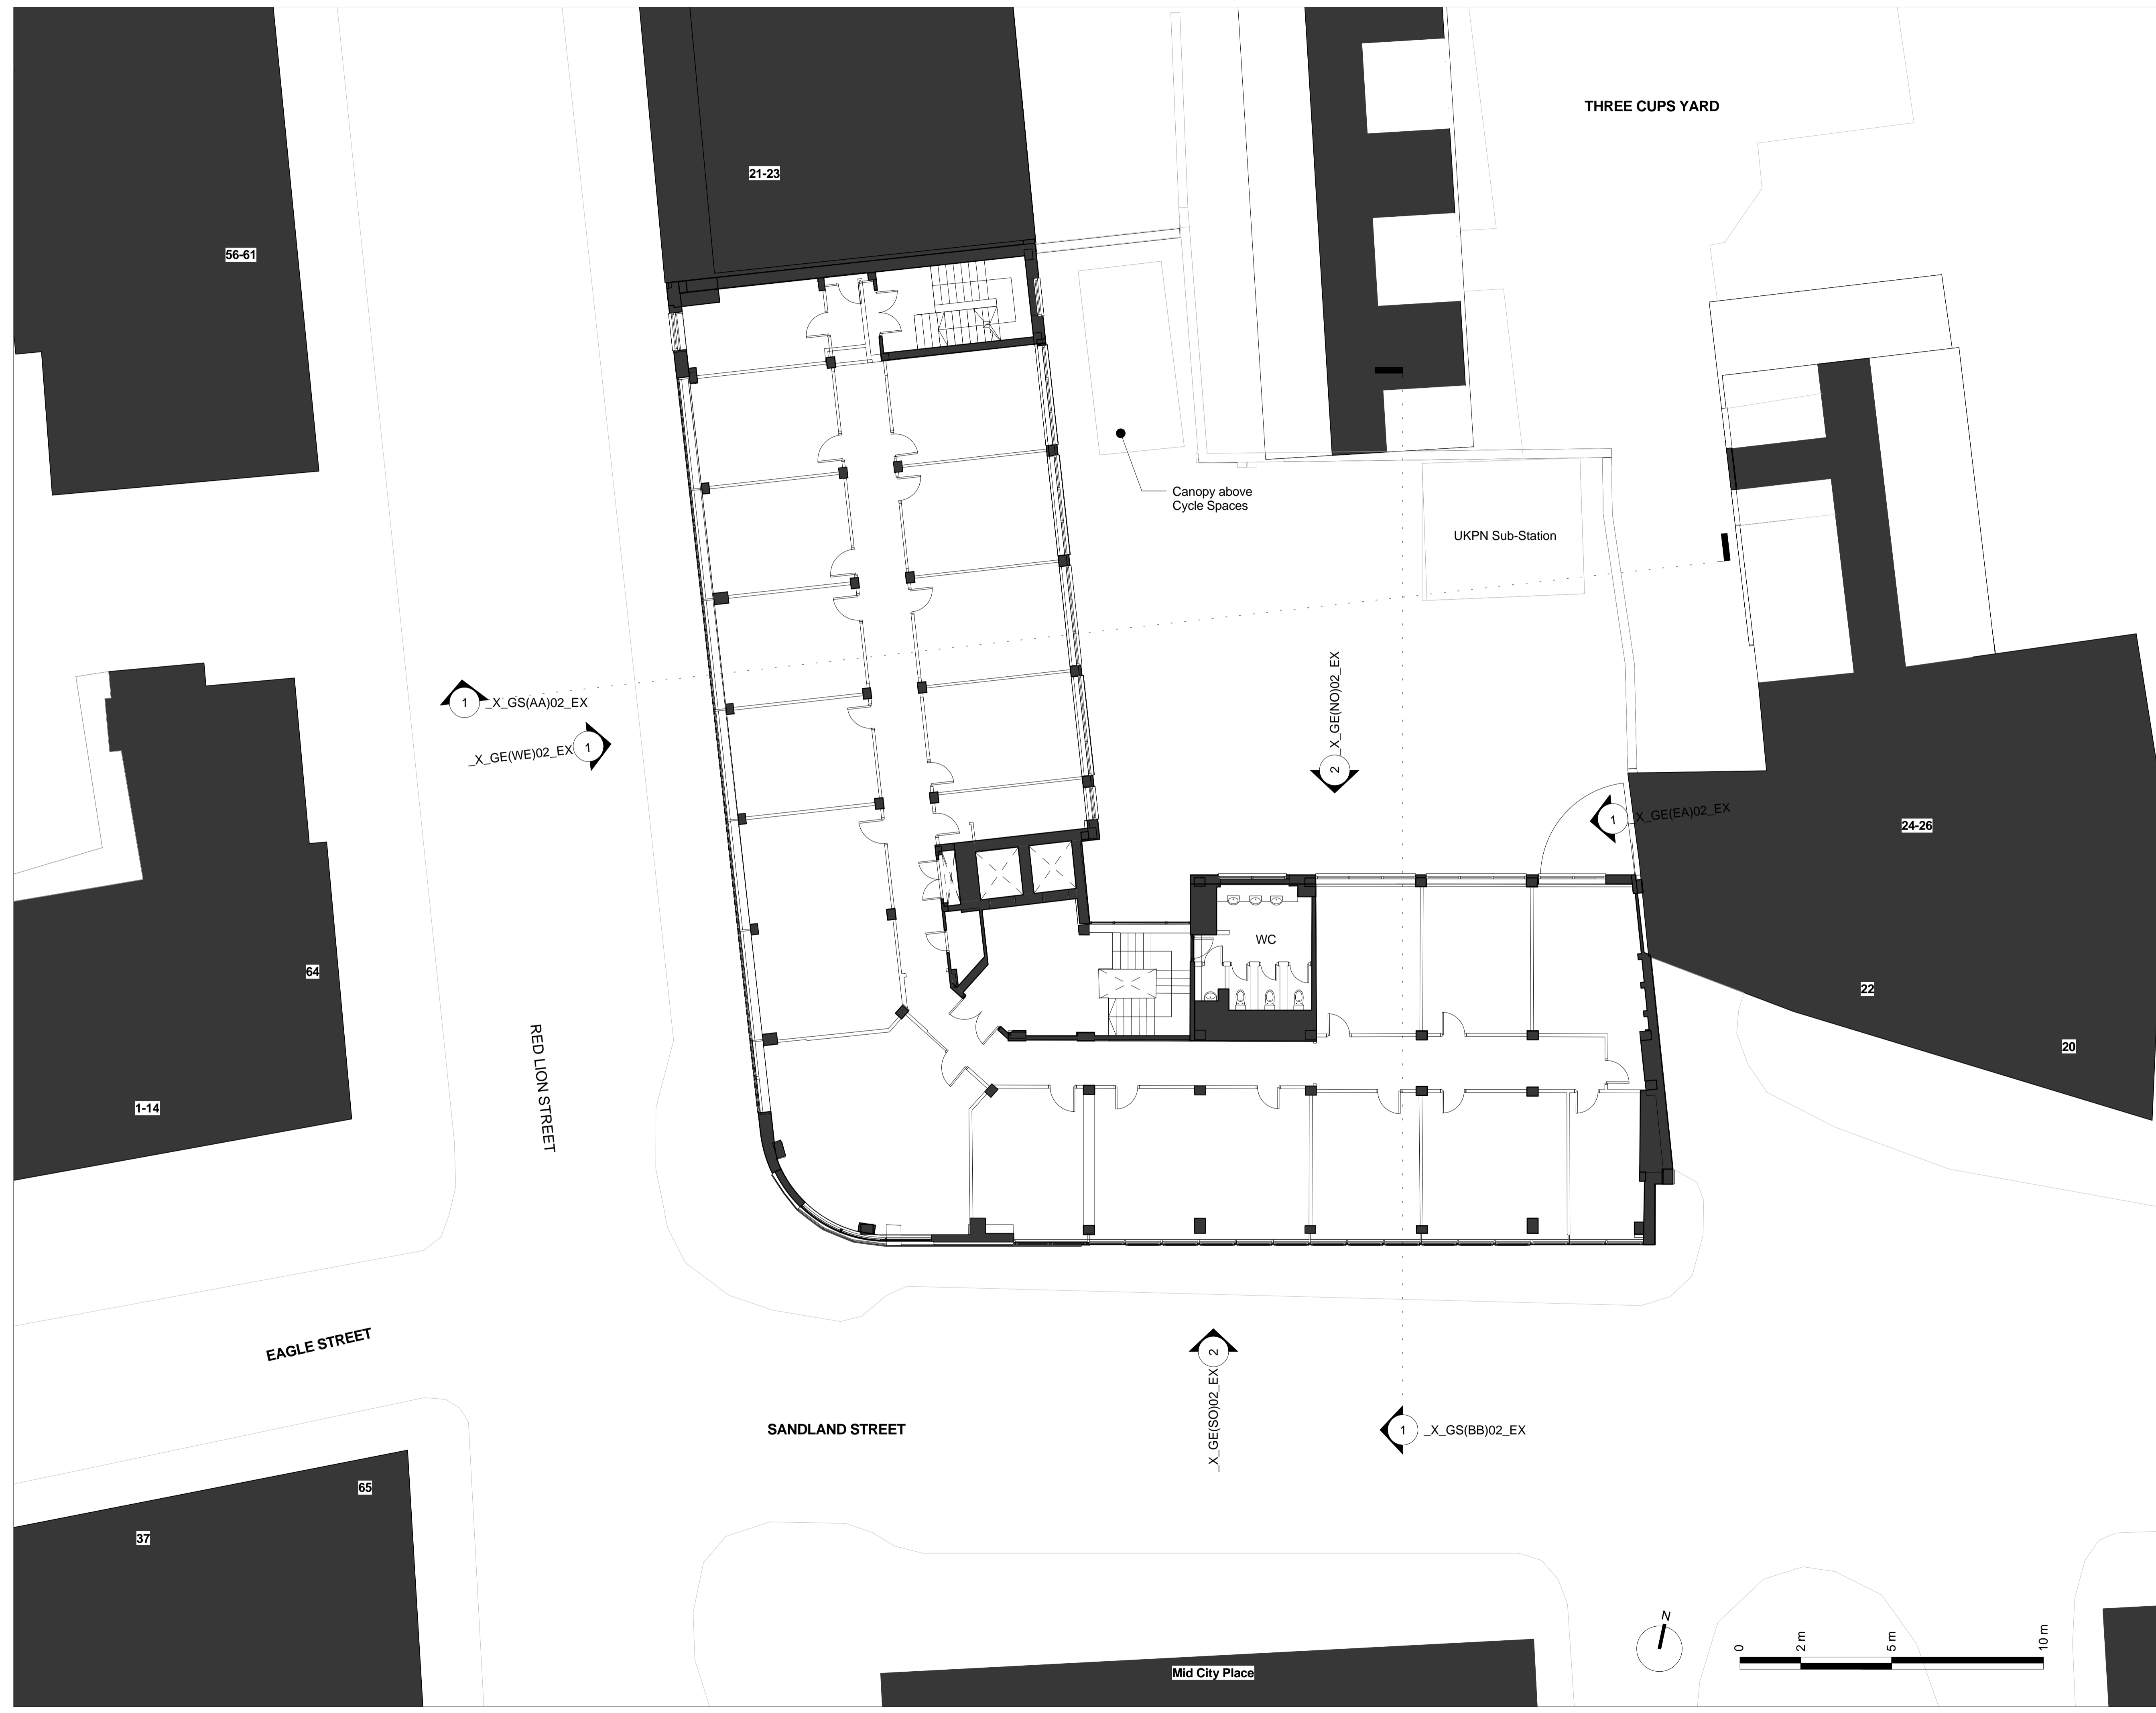 THREE CUPS YARD
21-23
56-61
Canopy above
Cycle Spaces
UKPN Sub-Station
1
_X_GS(AA)02_EX
_X_GE(WE)02_EX
1
_X_GE(NO)02_EX
2
1
_X_GE(EA)02_EX
24-26
WC
64
22
20
RED LION STREET
1-14
EAGLE STREET
2
_X_GE(SO)02_EX
SANDLAND STREET
1
_X_GS(BB)02_EX
65
37
Mid City Place
N
0
2 m
5 m
10 m